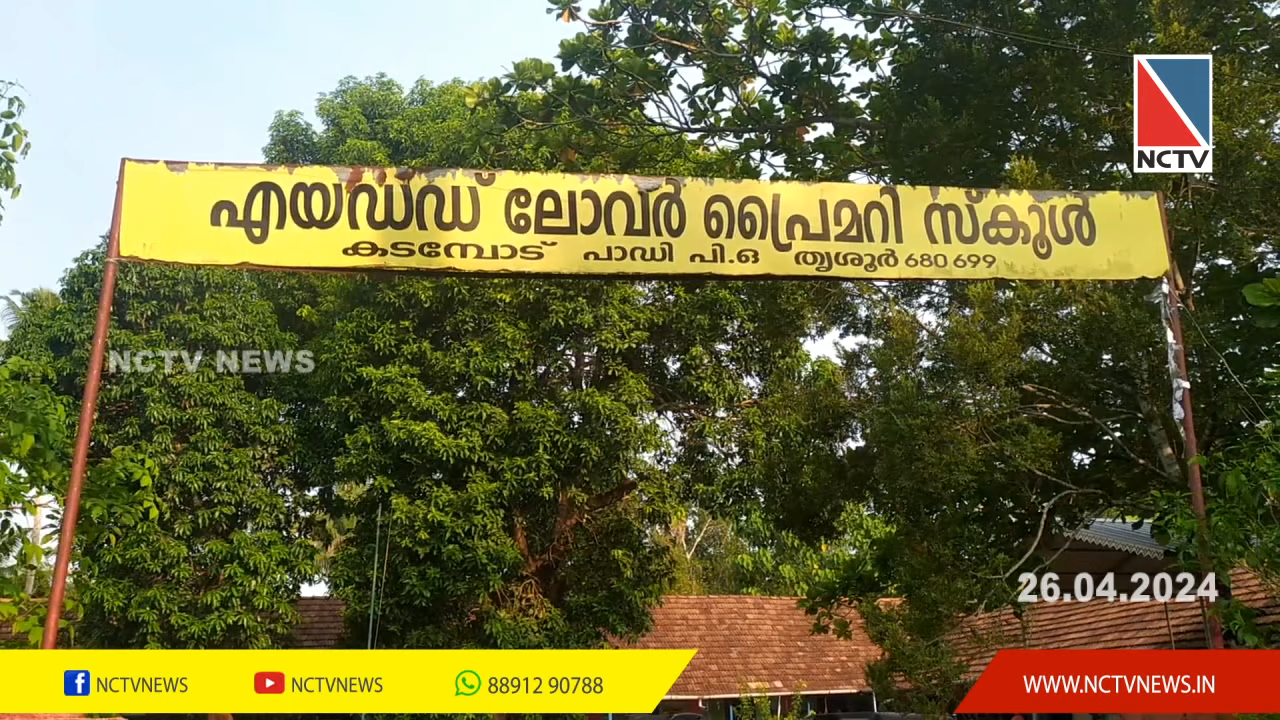 NCTV
എയഡഡ് ലോവർ പ്രൈമറി സ്കൂൾ
കടമ്പോട് പാഡി പി.ഒ തൃശൂർ 680 699
NCTV NEWS
26.04.2024
NCTVNEWS NCTVNEWS 88912 90788 WWW.NCTVNEWS.IN